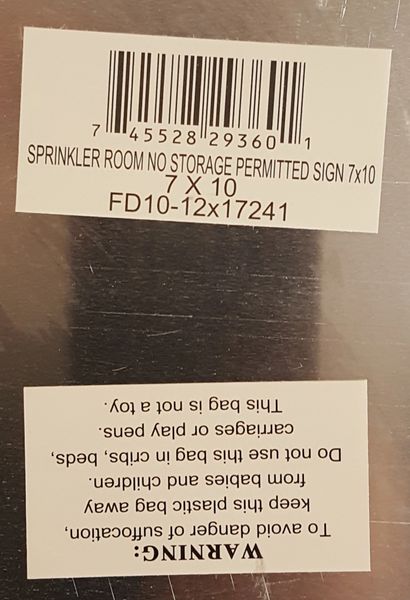 7 45528 29360 1
SPRINKLER ROOM NO STORAGE PERMITTED SIGN 7x10
7 X 10
FD10-12x17241
WARNING:
To avoid danger of suffocation,
keep this plastic bag away
from babies and children.
Do not use this bag in cribs, beds,
carriages or play pens.
This bag is not a toy.